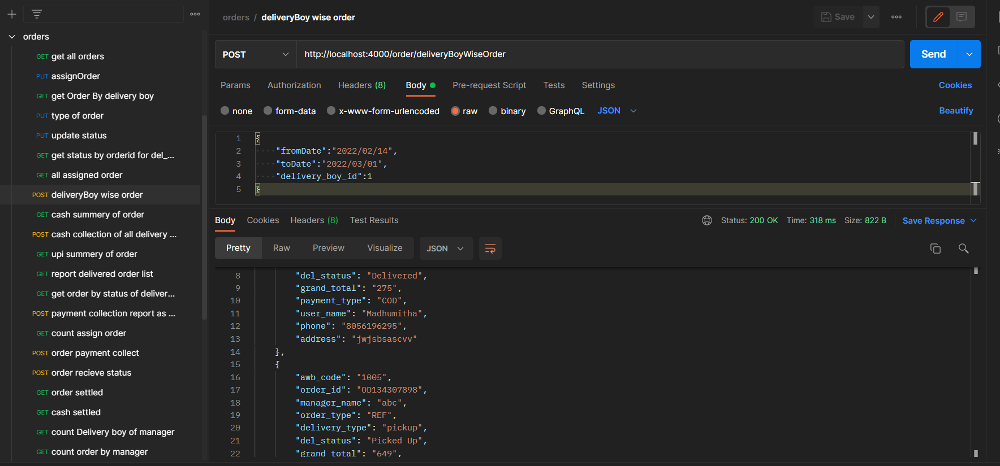 orders
GET get all orders
PUT assignOrder
GET get Order By delivery boy
PUT type of order
PUT update status
GET get status by orderid for del_...
GET all assigned order
POST deliveryBoy wise order
GET cash summery of order
POST cash collection of all delivery ...
GET upi summery of order
GET report delivered order list
GET get order by status of deliver...
POST payment collection report as ...
GET count assign order
POST order payment collect
POST order recieve status
GET order settled
GET cash settled
GET count Delivery boy of manager
GET count order by manager
orders / deliveryBoy wise order
Save
POST http://localhost:4000/order/deliveryBoyWiseOrder Send
Params Authorization Headers (8) Body Pre-request Script Tests Settings Cookies
none form-data x-www-form-urlencoded raw binary GraphQL JSON Beautify
1 {
2 "fromDate":"2022/02/14",
3 "toDate":"2022/03/01",
4 "delivery_boy_id":1
5 }
Body Cookies Headers (8) Test Results Status: 200 OK Time: 318 ms Size: 822 B Save Response
Pretty Raw Preview Visualize JSON
8 "del_status": "Delivered",
9 "grand_total": "275",
10 "payment_type": "COD",
11 "user_name": "Madhumitha",
12 "phone": "8056196295",
13 "address": "jwjsbsascvv"
14 },
15 {
16 "awb_code": "1005",
17 "order_id": "OD134307898",
18 "manager_name": "abc",
19 "order_type": "REF",
20 "delivery_type": "pickup",
21 "del_status": "Picked Up",
22 "grand_total": "649",